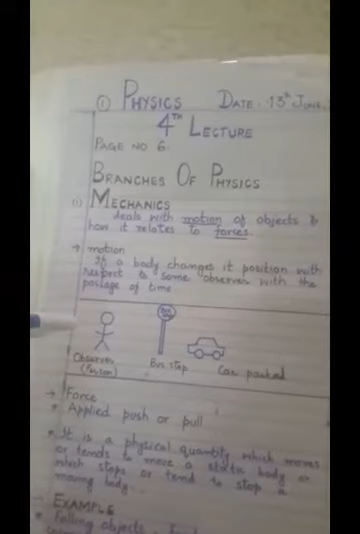 ① PHYSICS DATE: 13th JUNE,
4TH LECTURE
PAGE NO 6.
BRANCHES OF PHYSICS
(1) MECHANICS
deals with motion of objects &
how it relates to forces.
→ motion
If a body changes it position with
respect to some observer with the
passage of time
Observer
(Person)
Bus stop
Car parked
→ Force
• Applied push or pull
• It is a physical quantity which moves
or tends to move a static body or
which stops or tend to stop a
moving body.
EXAMPLE
• Falling objects,